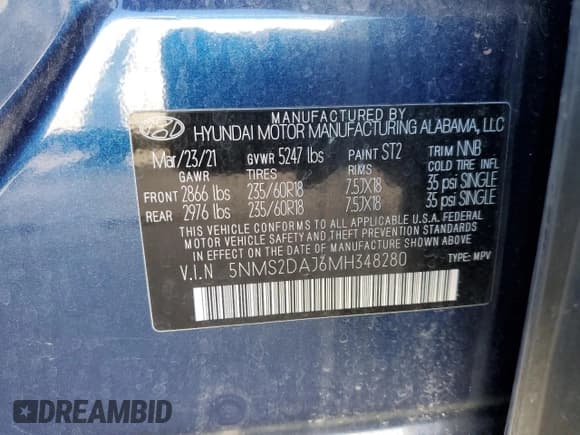 MANUFACTURED BY
HYUNDAI MOTOR MANUFACTURING ALABAMA, LLC
Mar/23/21 GVWR 5247 lbs PAINT ST2 TRIM NNB
GAWR TIRES RIMS COLD TIRE INFL
FRONT 2866 lbs 235/60R18 7.5JX18 35 psi SINGLE
REAR 2976 lbs 235/60R18 7.5JX18 35 psi SINGLE
THIS VEHICLE CONFORMS TO ALL APPLICABLE U.S.A. FEDERAL
MOTOR VEHICLE SAFETY AND THEFT PREVENTION STANDARDS
IN EFFECT ON THE DATE OF MANUFACTURE SHOWN ABOVE.
V.I.N 5NMS2DAJ6MH348280 TYPE: MPV
DREAMBID